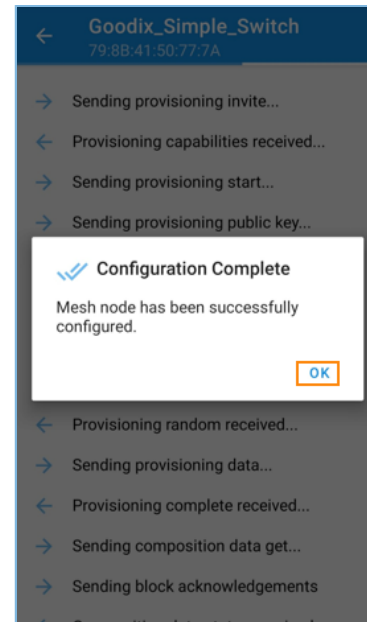 Goodix_Simple_Switch
79:8B:41:50:77:7A
Sending provisioning invite...
Provisioning capabilities received...
Sending provisioning start...
Sending provisioning public key...
Configuration Complete
Mesh node has been successfully
configured.
OK
Provisioning random received...
Sending provisioning data...
Provisioning complete received...
Sending composition data get...
Sending block acknowledgements